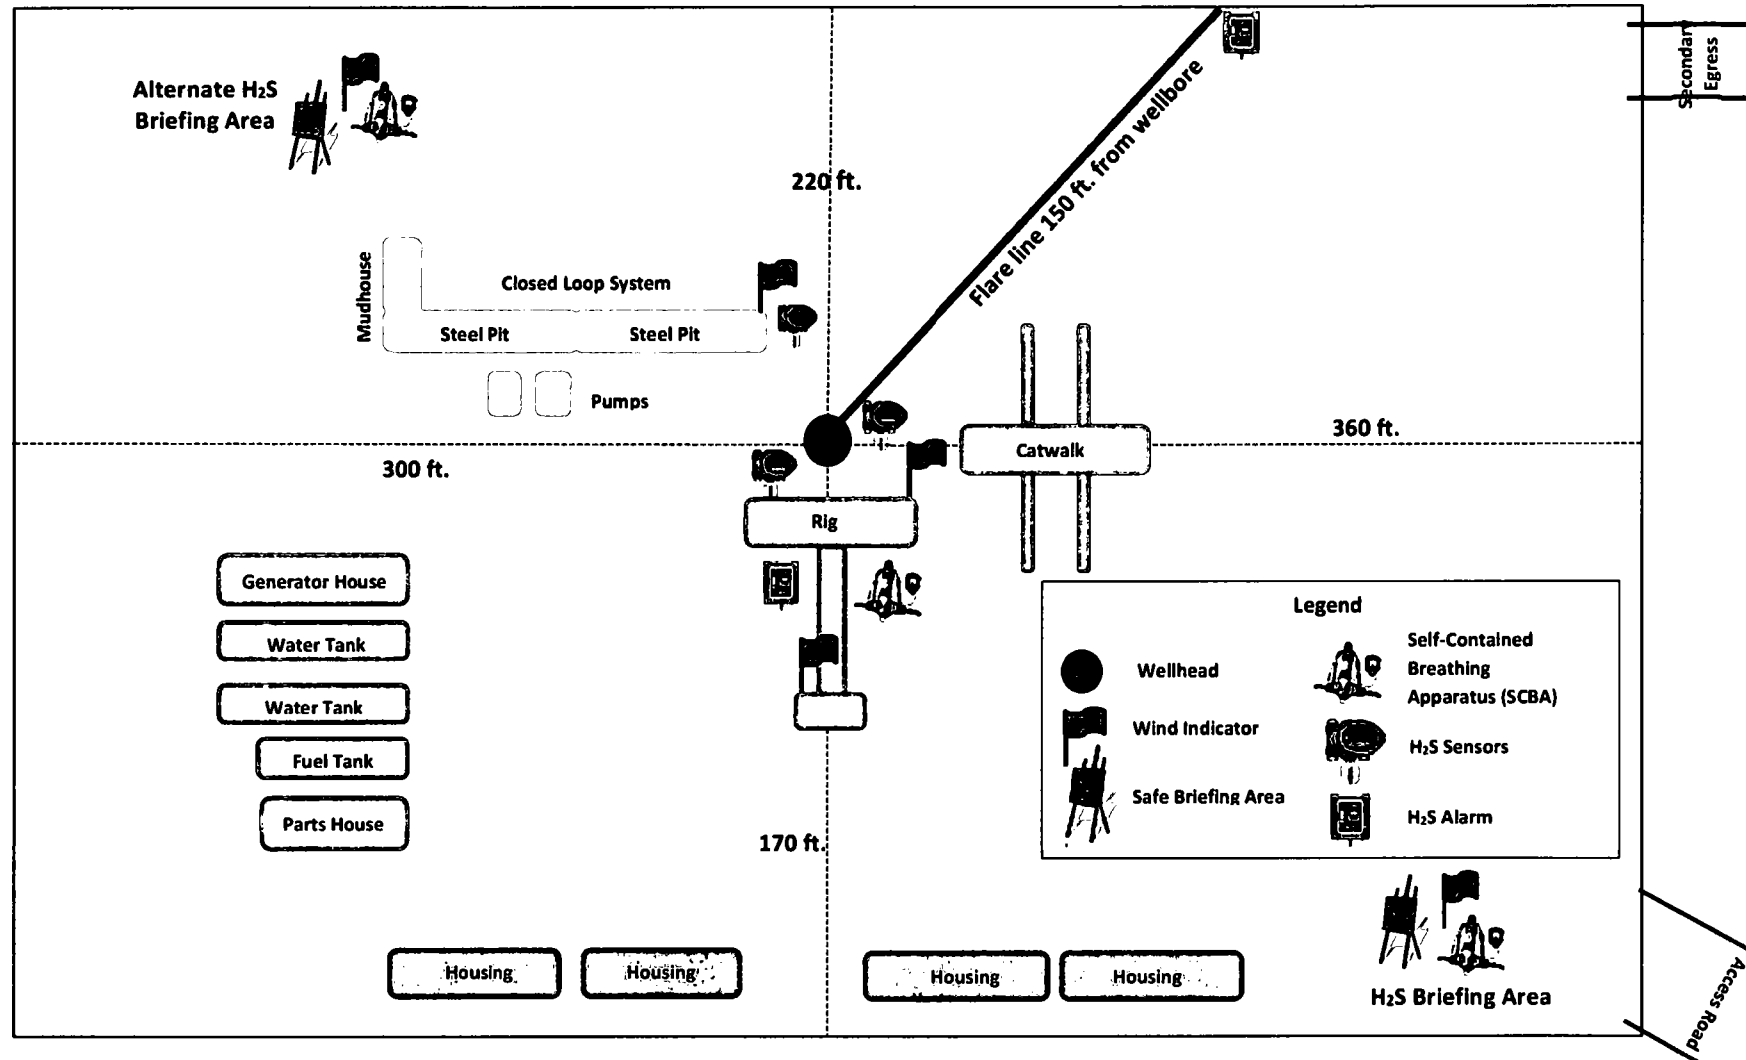 Secondary
Egress
Alternate H₂S
Briefing Area
220 ft.
Flare line 150 ft. from wellbore
Mudhouse
Closed Loop System
Steel Pit
Steel Pit
Pumps
360 ft.
300 ft.
Catwalk
Rig
Generator House
Water Tank
Water Tank
Fuel Tank
Parts House
Legend
Wellhead
Wind Indicator
Safe Briefing Area
Self-Contained
Breathing
Apparatus (SCBA)
H₂S Sensors
H₂S Alarm
170 ft.
Housing
Housing
Housing
Housing
H₂S Briefing Area
Access Road